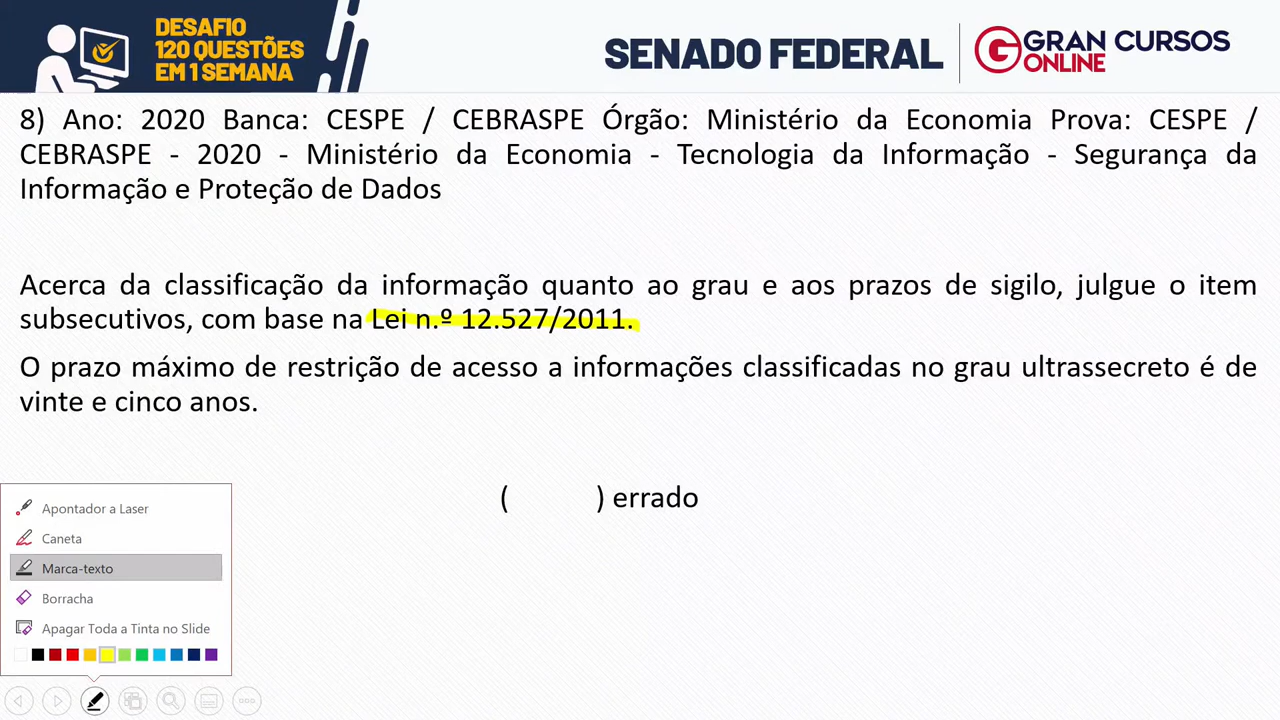 DESAFIO
120 QUESTÕES
EM 1 SEMANA
SENADO FEDERAL
GRAN CURSOS
ONLINE
8) Ano: 2020 Banca: CESPE / CEBRASPE Órgão: Ministério da Economia Prova: CESPE /
CEBRASPE - 2020 - Ministério da Economia - Tecnologia da Informação - Segurança da
Informação e Proteção de Dados
Acerca da classificação da informação quanto ao grau e aos prazos de sigilo, julgue o item
subsecutivos, com base na Lei n.º 12.527/2011.
O prazo máximo de restrição de acesso a informações classificadas no grau ultrassecreto é de
vinte e cinco anos.
( ) errado
Apontador a Laser
Caneta
Marca-texto
Borracha
Apagar Toda a Tinta no Slide